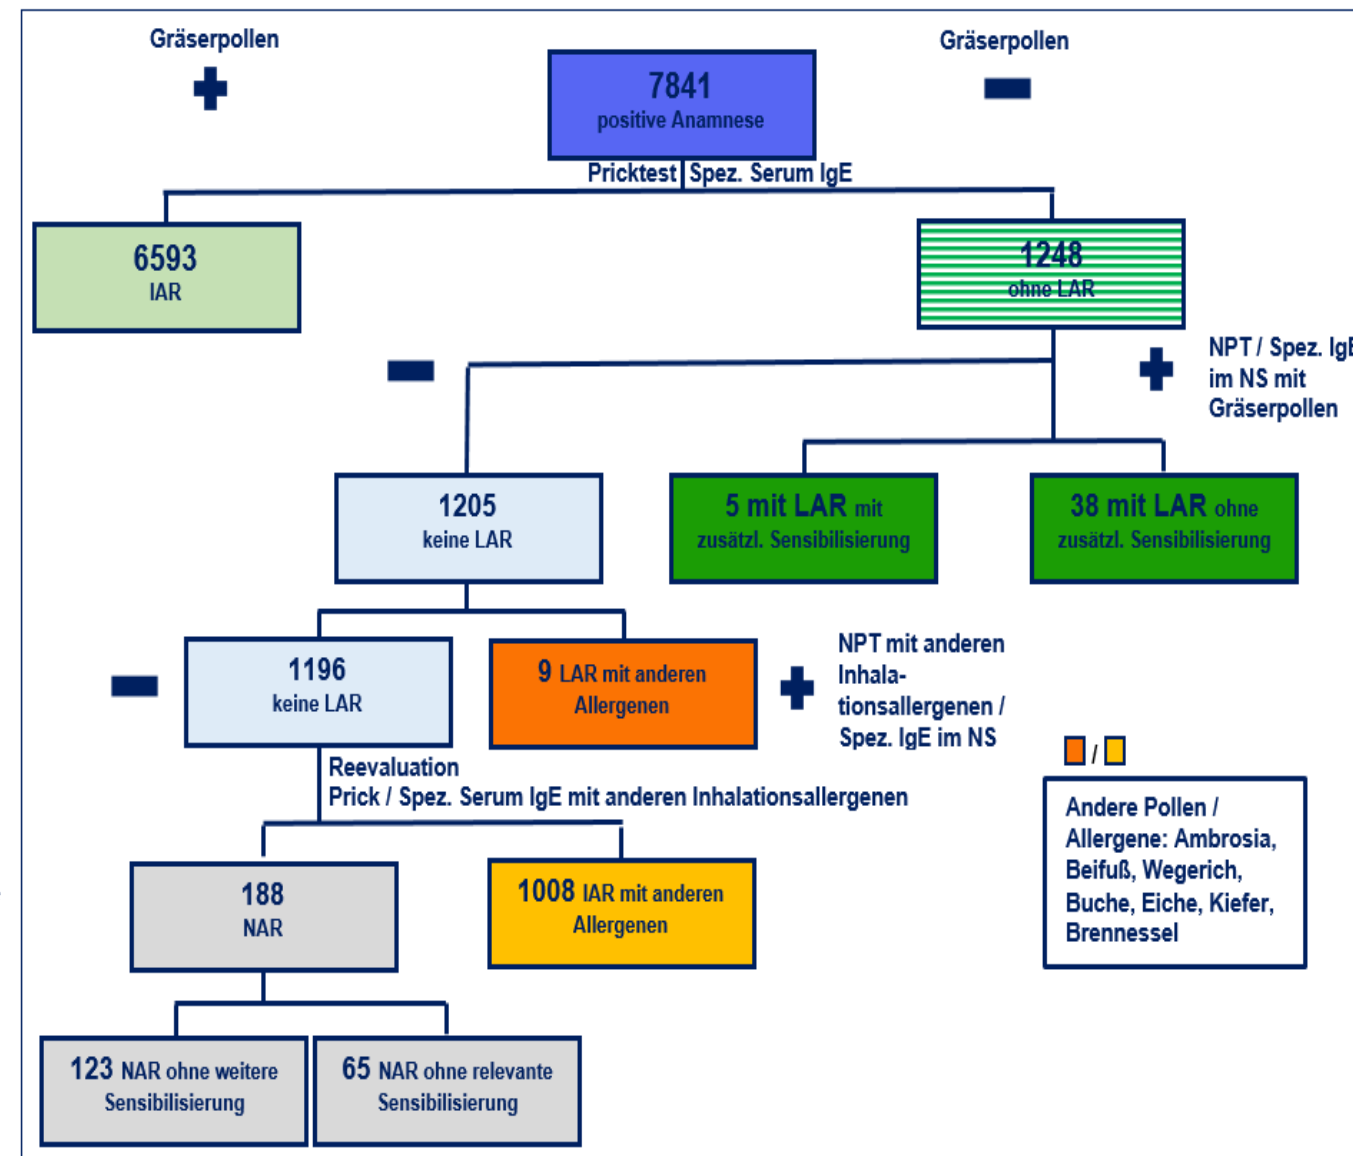 Gräserpollen
Gräserpollen
7841
positive Anamnese
Pricktest Spez. Serum IgE
6593
IAR
1248
ohne LAR
NPT / Spez. IgE
im NS mit
Gräserpollen
1205
keine LAR
5 mit LAR mit
zusätzl. Sensibilisierung
38 mit LAR ohne
zusätzl. Sensibilisierung
1196
keine LAR
9 LAR mit anderen
Allergenen
NPT mit anderen
Inhala-
tionsallergenen /
Spez. IgE im NS
Reevaluation
Prick / Spez. Serum IgE mit anderen Inhalationsallergenen
/
Andere Pollen /
Allergene: Ambrosia,
Beifuß, Wegerich,
Buche, Eiche, Kiefer,
Brennessel
188
NAR
1008 IAR mit anderen
Allergenen
123 NAR ohne weitere
Sensibilisierung
65 NAR ohne relevante
Sensibilisierung